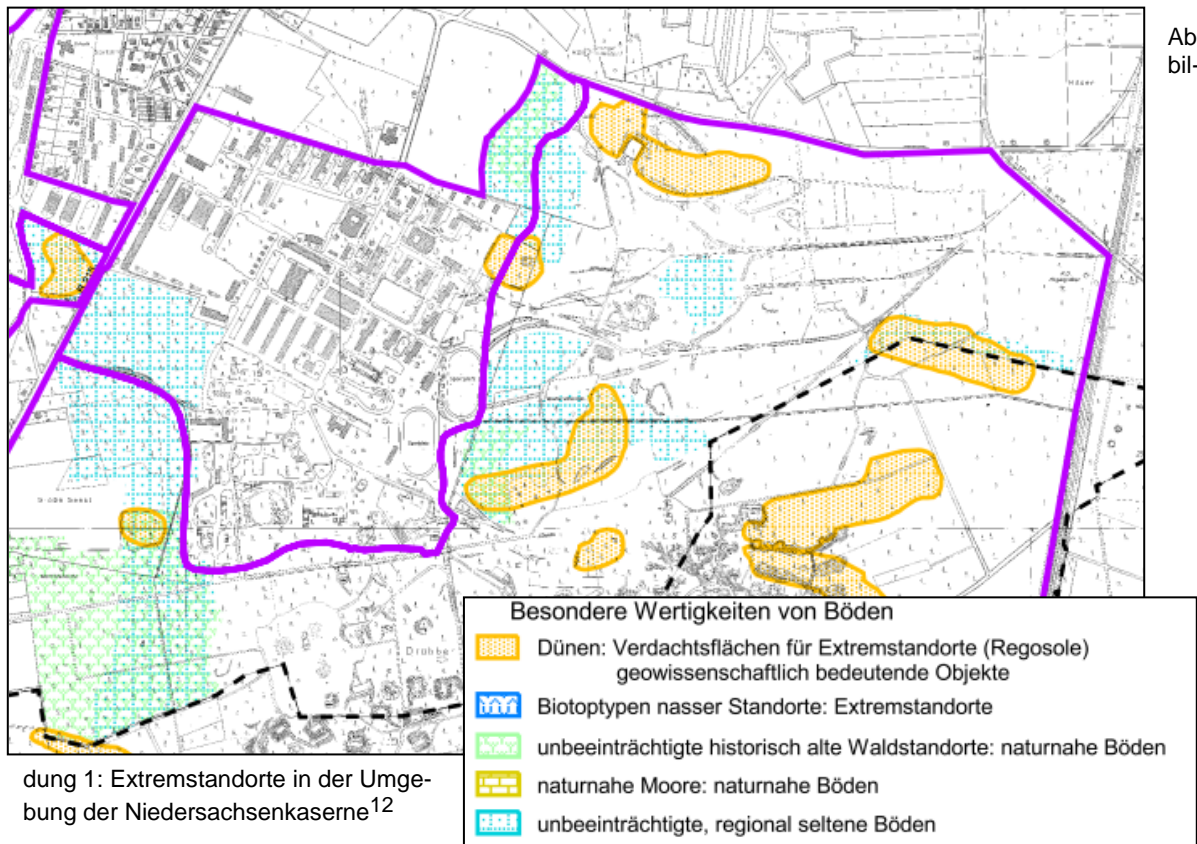 Ab
bil-
Besondere Wertigkeiten von Böden
Dünen: Verdachtsflächen für Extremstandorte (Regosole)
geowissenschaftlich bedeutende Objekte
Biotoptypen nasser Standorte: Extremstandorte
unbeeinträchtigte historisch alte Waldstandorte: naturnahe Böden
naturnahe Moore: naturnahe Böden
unbeeinträchtigte, regional seltene Böden
dung 1: Extremstandorte in der Umge-
bung der Niedersachsenkaserne12